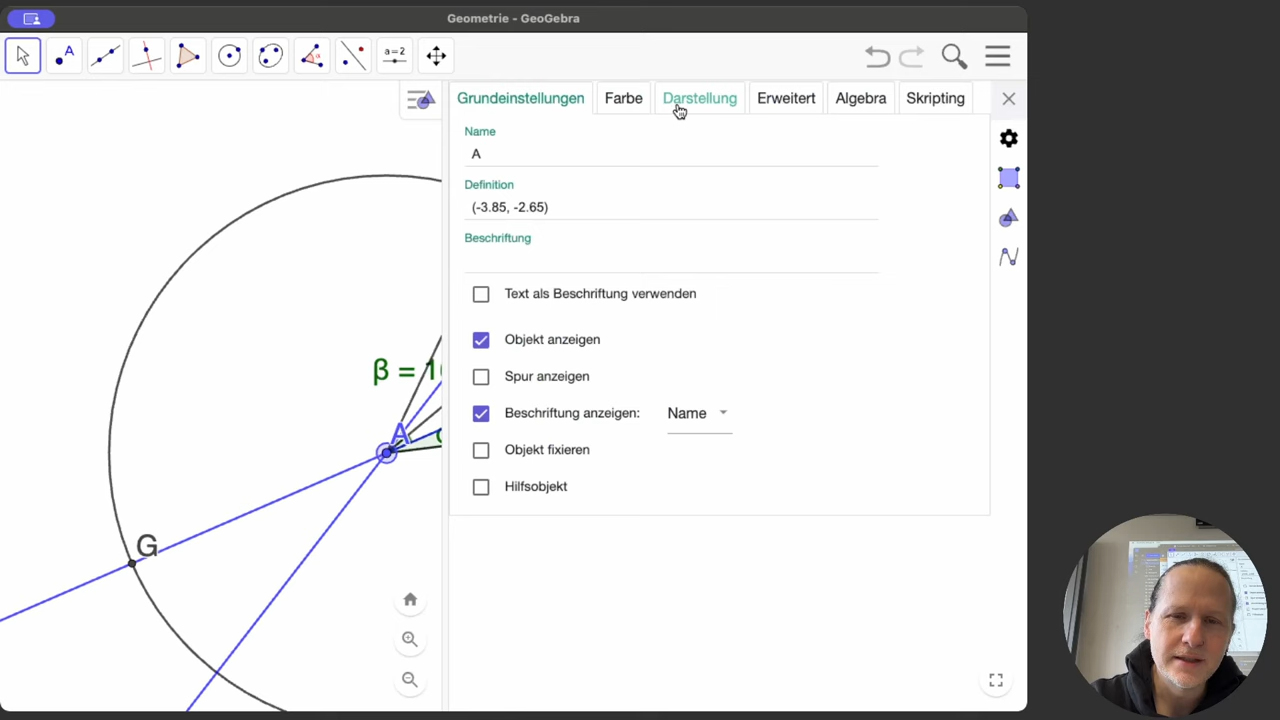 Geometrie - GeoGebra
A
a=2
Grundeinstellungen
Farbe
Darstellung
Erweitert
Algebra
Skripting
Name
A
Definition
(-3.85, -2.65)
Beschriftung
Text als Beschriftung verwenden
Objekt anzeigen
Spur anzeigen
Beschriftung anzeigen: Name
Objekt fixieren
Hilfsobjekt
A
G